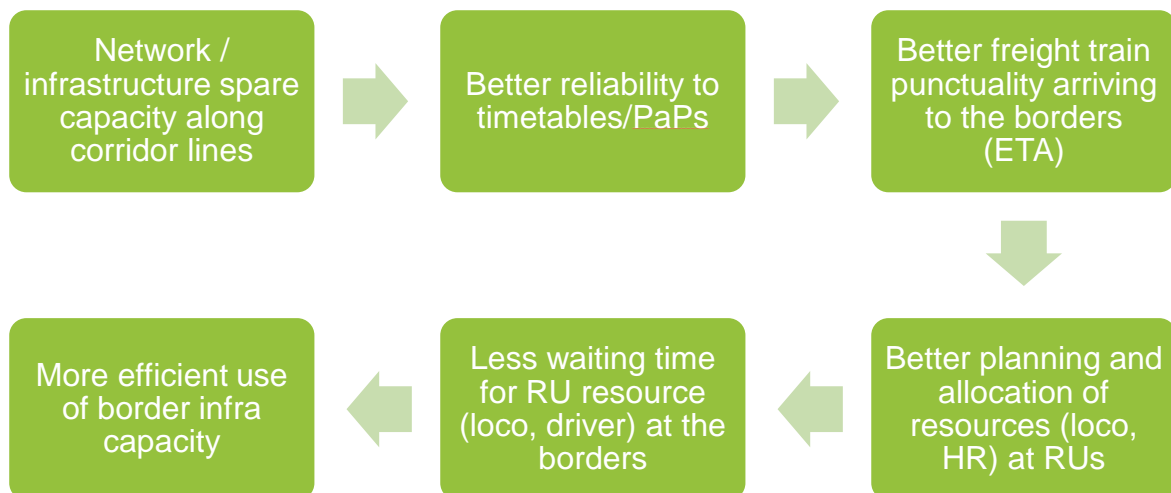 Network /
infrastructure spare
capacity along
corridor lines
Better reliability to
timetables/PaPs
Better freight train
punctuality arriving
to the borders
(ETA)
Better planning and
allocation of
resources (loco,
HR) at RUs
Less waiting time
for RU resource
(loco, driver) at the
borders
More efficient use
of border infra
capacity